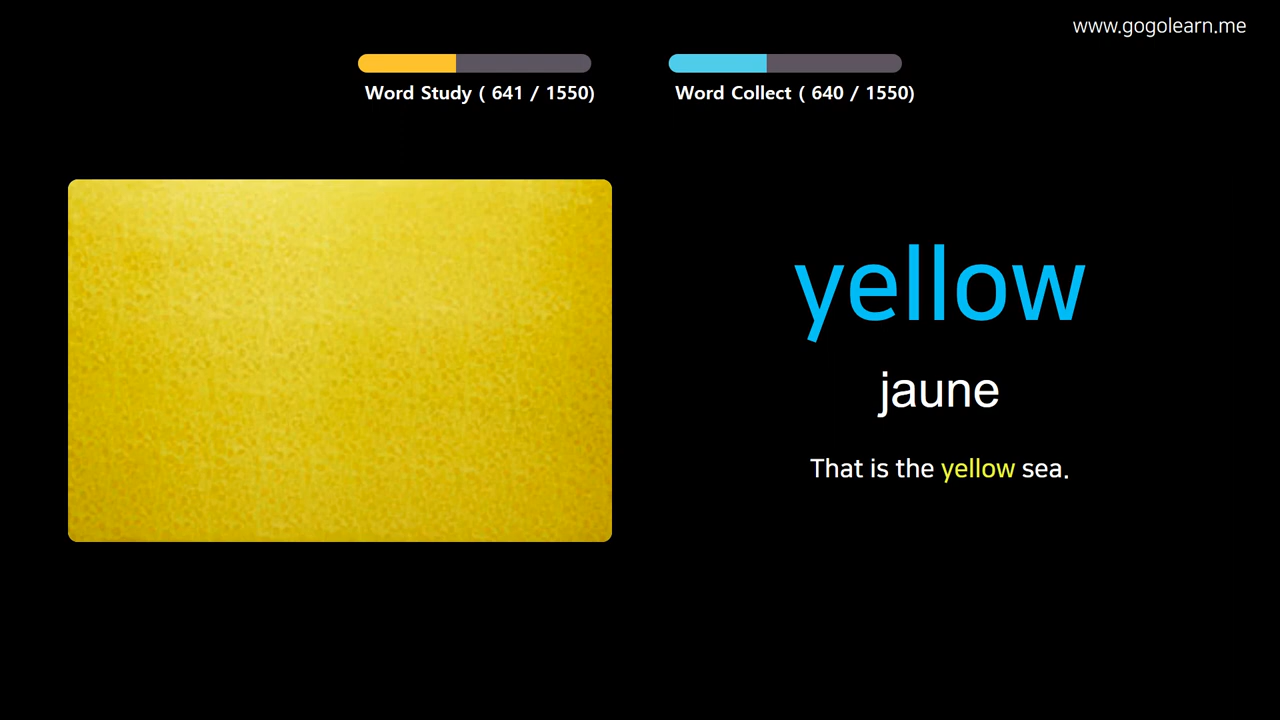 www.gogolearn.me
Word Study ( 641 / 1550)
Word Collect ( 640 / 1550)
yellow
jaune
That is the yellow sea.